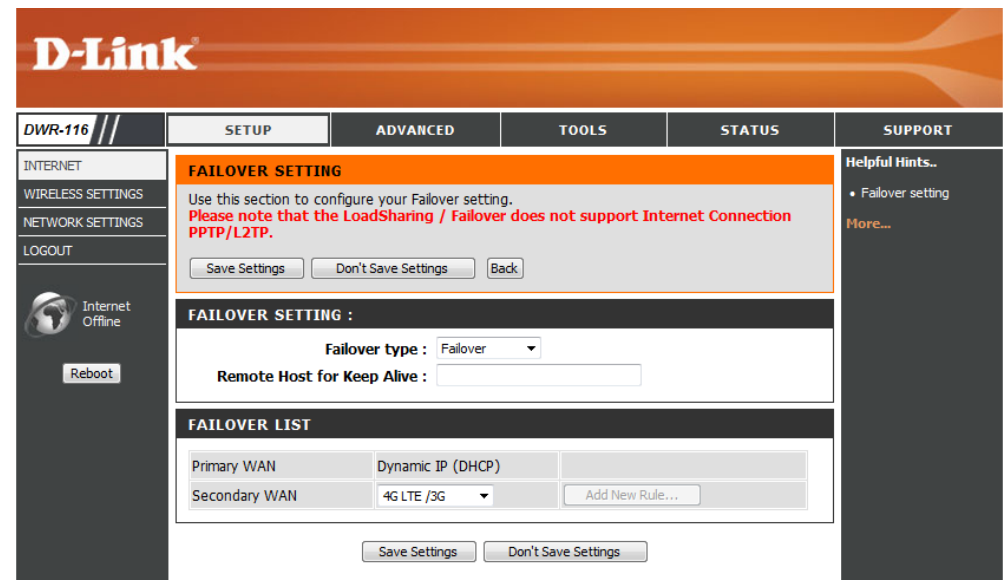 D-Link®
DWR-116
SETUP
ADVANCED
TOOLS
STATUS
SUPPORT
INTERNET
WIRELESS SETTINGS
NETWORK SETTINGS
LOGOUT
Internet
Offline
Reboot
FAILOVER SETTING
Use this section to configure your Failover setting.
Please note that the LoadSharing / Failover does not support Internet Connection
PPTP/L2TP.
Save Settings
Don't Save Settings
Back
FAILOVER SETTING :
Failover type : Failover
Remote Host for Keep Alive :
FAILOVER LIST
Primary WAN Dynamic IP (DHCP)
Secondary WAN 4G LTE /3G Add New Rule...
Save Settings
Don't Save Settings
Helpful Hints..
• Failover setting
More...